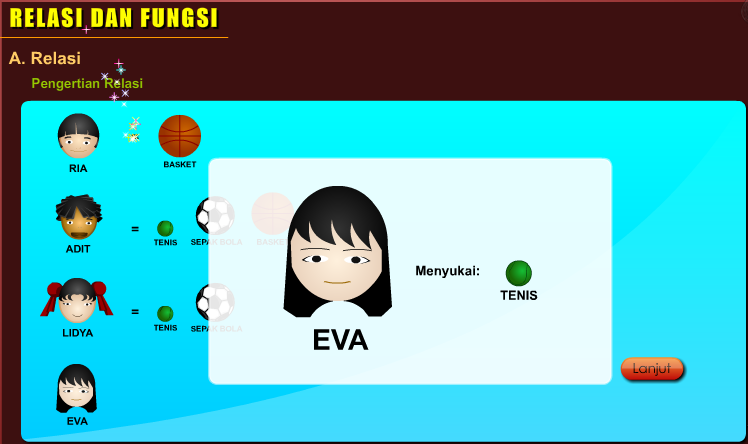 RELASI DAN FUNGSI
A. Relasi
Pengertian Relasi
RIA
BASKET
ADIT
=
TENIS
SEPAK BOLA
BASKET
LIDYA
=
TENIS
SEPAK BOLA
EVA
EVA
Menyukai:
TENIS
Lanjut